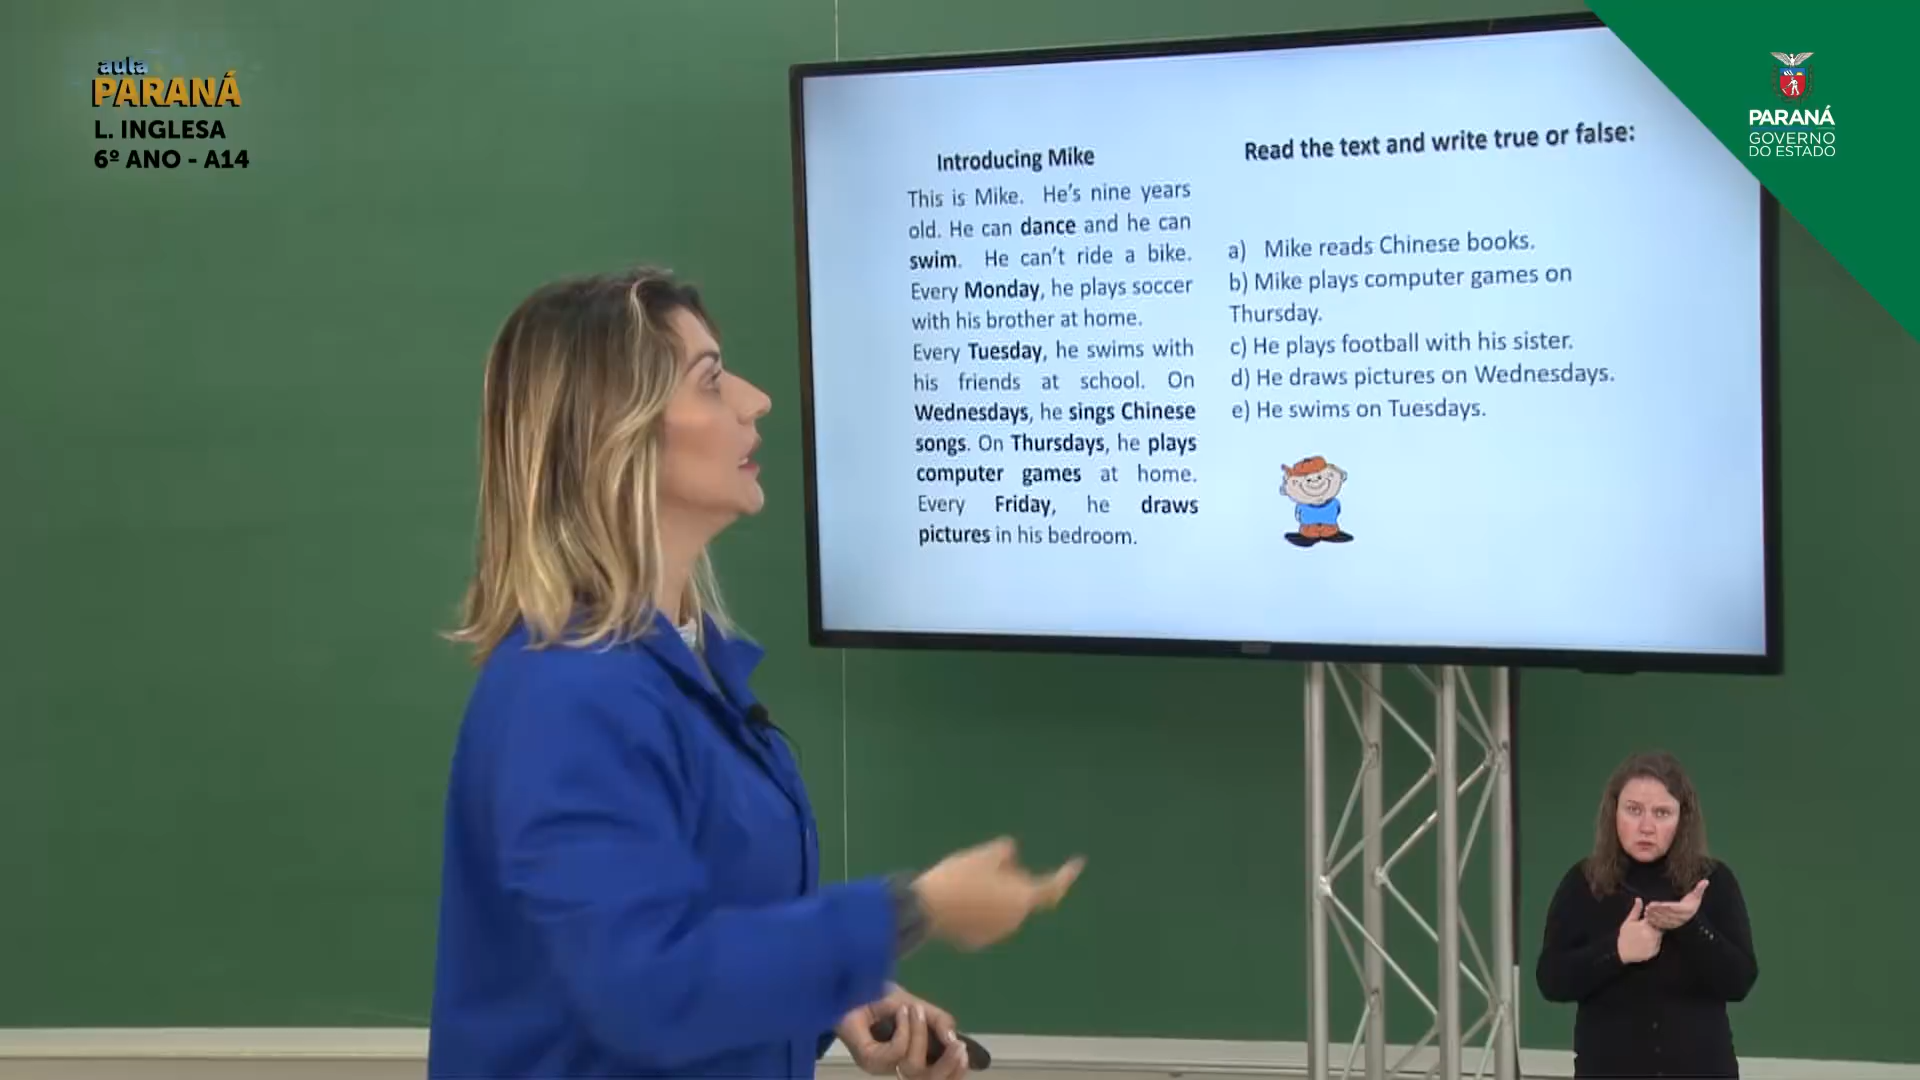 aula
PARANÁ
L. INGLESA
6º ANO - A14
Introducing Mike
This is Mike. He's nine years
old. He can dance and he can
swim. He can't ride a bike.
Every Monday, he plays soccer
with his brother at home.
Every Tuesday, he swims with
his friends at school. On
Wednesdays, he sings Chinese
songs. On Thursdays, he plays
computer games at home.
Every Friday, he draws
pictures in his bedroom.
Read the text and write true or false:
a) Mike reads Chinese books.
b) Mike plays computer games on
Thursday.
c) He plays football with his sister.
d) He draws pictures on Wednesdays.
e) He swims on Tuesdays.
PARANÁ
GOVERNO
DO ESTADO